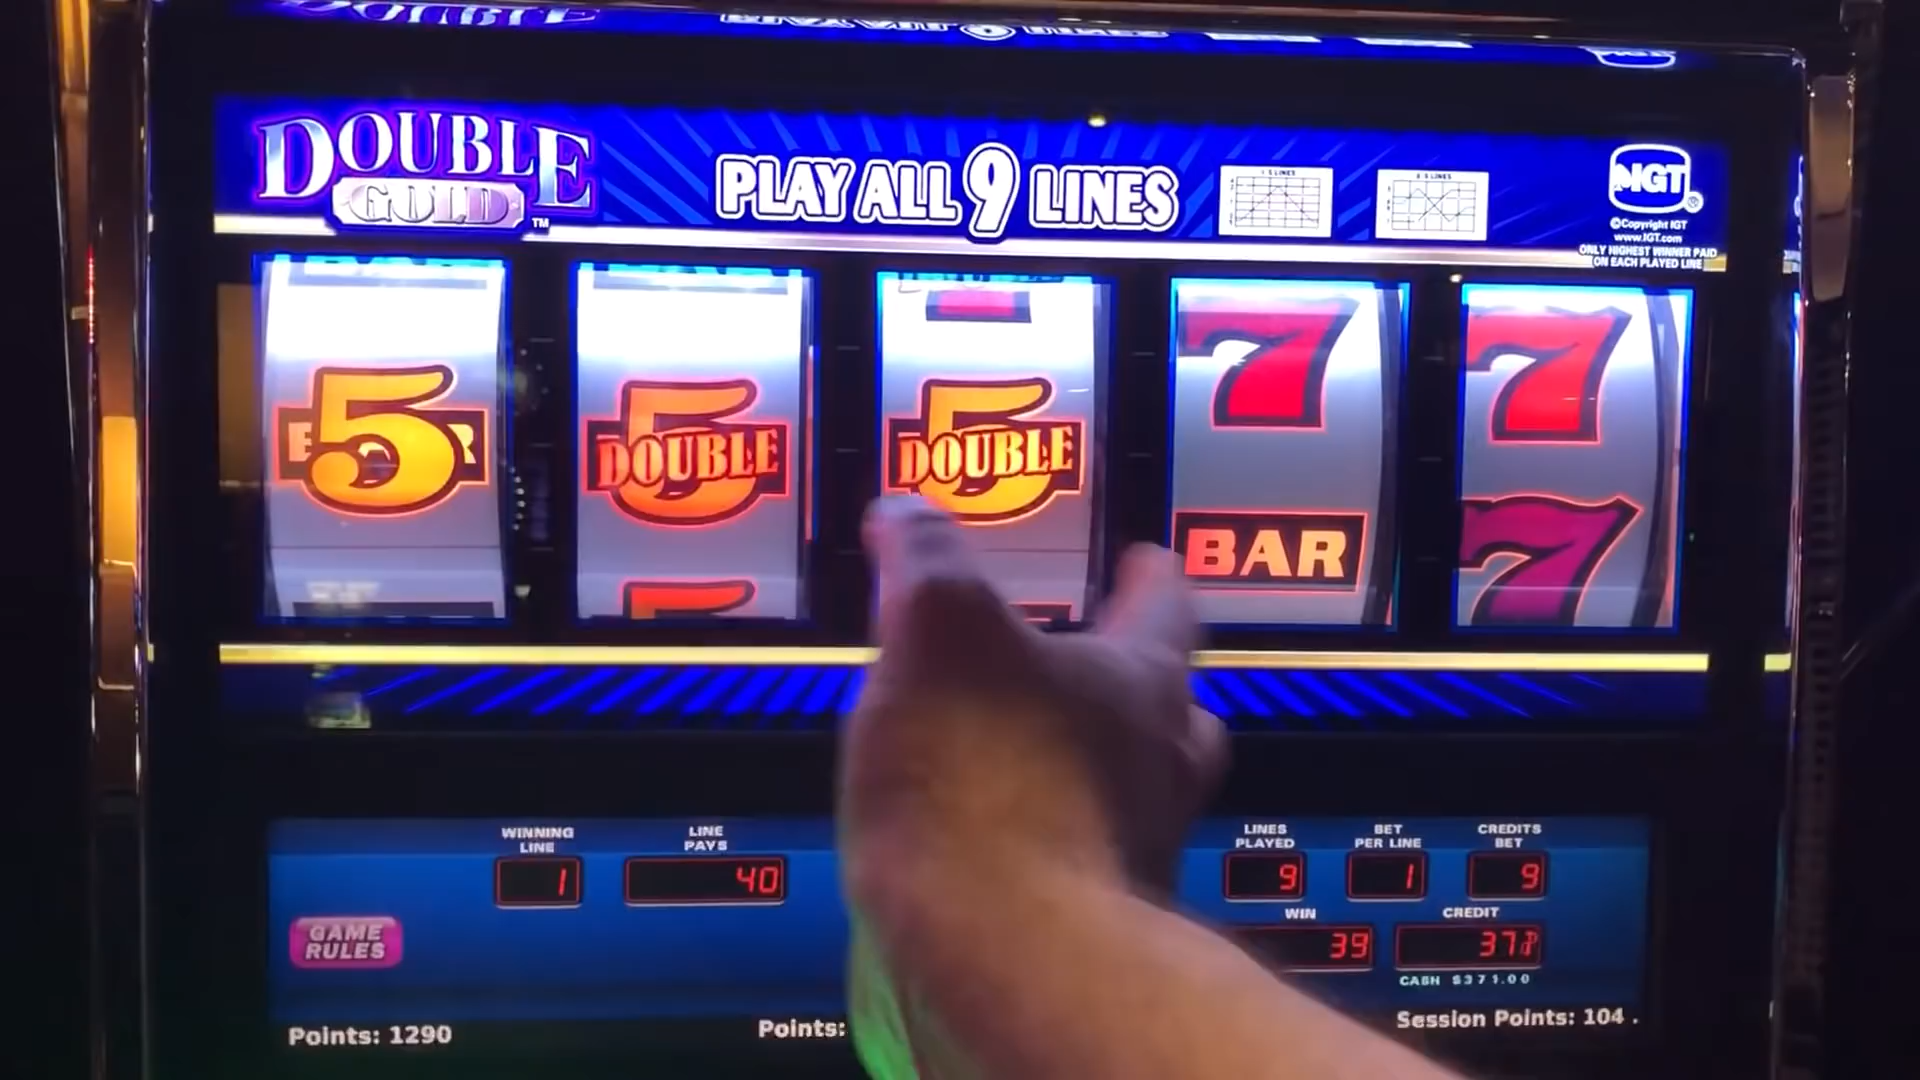 DOUBLE
GOLD™
PLAY ALL 9 LINES
IGT®
©Copyright IGT
www.IGT.com
ONLY HIGHEST WINNER PAID
ON EACH PLAYED LINE
5
5
DOUBLE
5
DOUBLE
7
7
BAR
7
WINNING
LINE
1
LINE
PAYS
40
LINES
PLAYED
9
BET
PER LINE
1
CREDITS
BET
9
GAME
RULES
WIN
39
CREDIT
CASH $371.00
Points: 1290
Points:
Session Points: 104 .